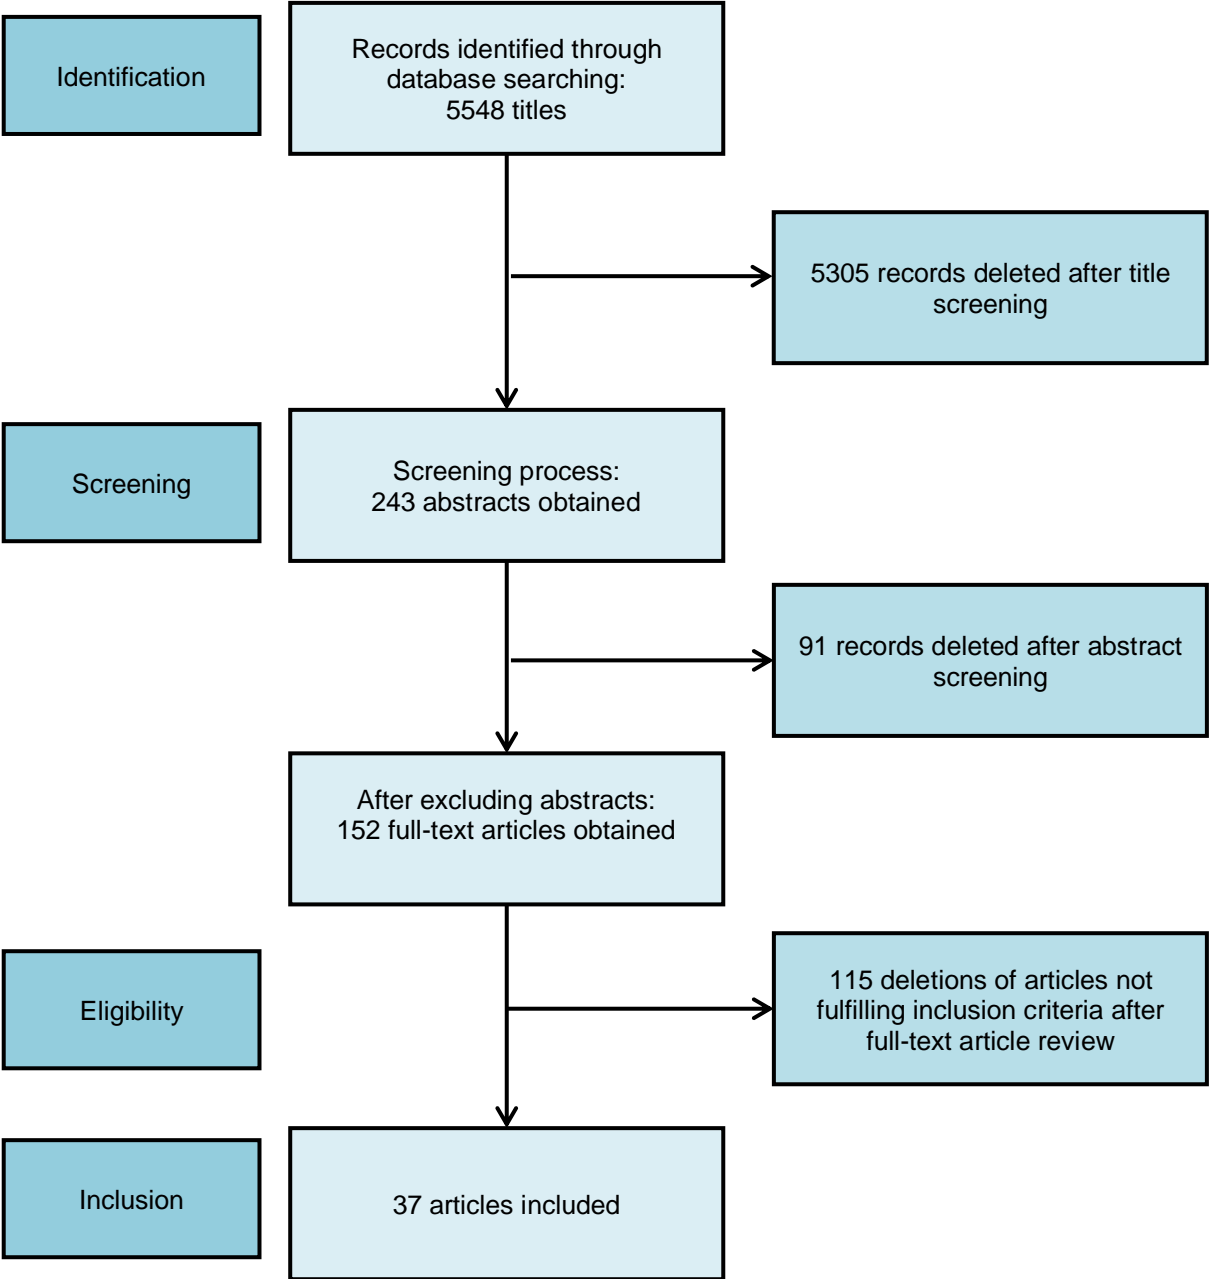 Identification
Records identified through
database searching:
5548 titles
5305 records deleted after title
screening
Screening
Screening process:
243 abstracts obtained
91 records deleted after abstract
screening
After excluding abstracts:
152 full-text articles obtained
Eligibility
115 deletions of articles not
fulfilling inclusion criteria after
full-text article review
Inclusion
37 articles included